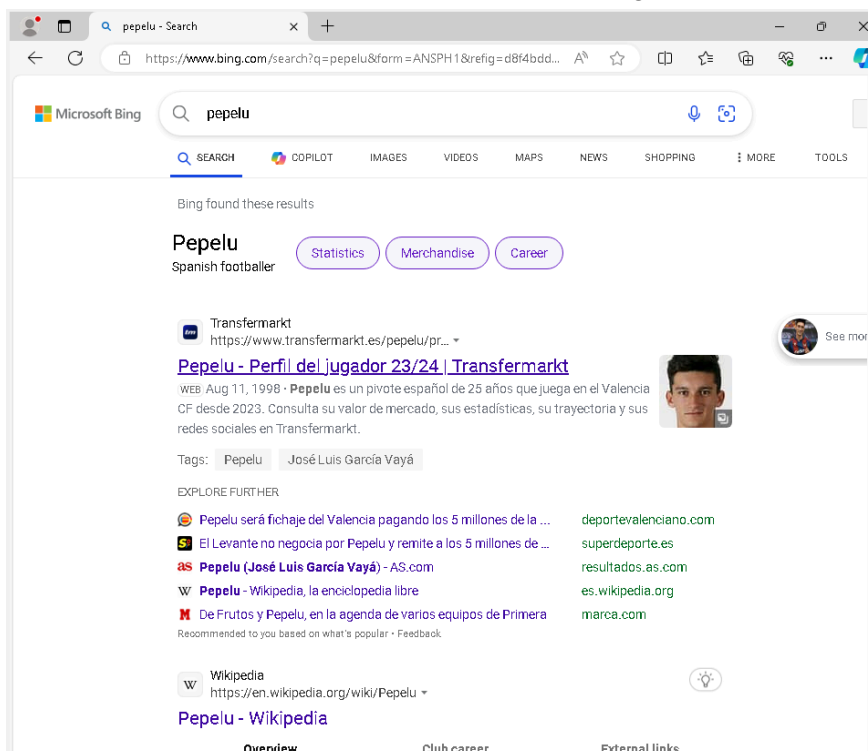 pepelu - Search
https://www.bing.com/search?q=pepelu&form=ANSPH1&refig=d8f4bdd...
Microsoft Bing
pepelu
SEARCH
COPILOT
IMAGES
VIDEOS
MAPS
NEWS
SHOPPING
MORE
TOOLS
Bing found these results
Pepelu
Spanish footballer
Statistics
Merchandise
Career
Transfermarkt
https://www.transfermarkt.es/pepelu/pr...
See mor
Pepelu - Perfil del jugador 23/24 | Transfermarkt
WEB Aug 11, 1998 · Pepelu es un pivote español de 25 años que juega en el Valencia
CF desde 2023. Consulta su valor de mercado, sus estadísticas, su trayectoria y sus
redes sociales en Transfermarkt.
Tags: Pepelu José Luis García Vayá
EXPLORE FURTHER
Pepelu será fichaje del Valencia pagando los 5 millones de la ... deportevalenciano.com
El Levante no negocia por Pepelu y remite a los 5 millones de ... superdeporte.es
as Pepelu (José Luis García Vayá) - AS.com resultados.as.com
W Pepelu - Wikipedia, la enciclopedia libre es.wikipedia.org
M De Frutos y Pepelu, en la agenda de varios equipos de Primera marca.com
Recommended to you based on what's popular • Feedback
W Wikipedia
https://en.wikipedia.org/wiki/Pepelu
Pepelu - Wikipedia
Overview Club career External links